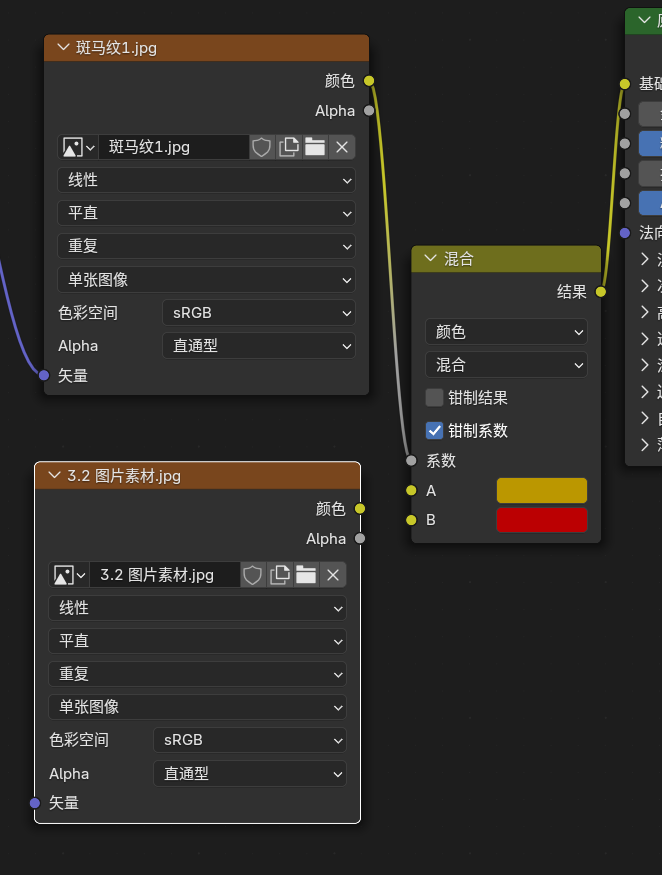 斑马纹1.jpg
颜色
Alpha
斑马纹1.jpg
线性
平直
重复
单张图像
色彩空间 sRGB
Alpha 直通型
矢量
3.2 图片素材.jpg
颜色
Alpha
3.2 图片素材.jpg
线性
平直
重复
单张图像
色彩空间 sRGB
Alpha 直通型
矢量
混合
结果
颜色
混合
钳制结果
钳制系数
系数
A
B
基础
法向